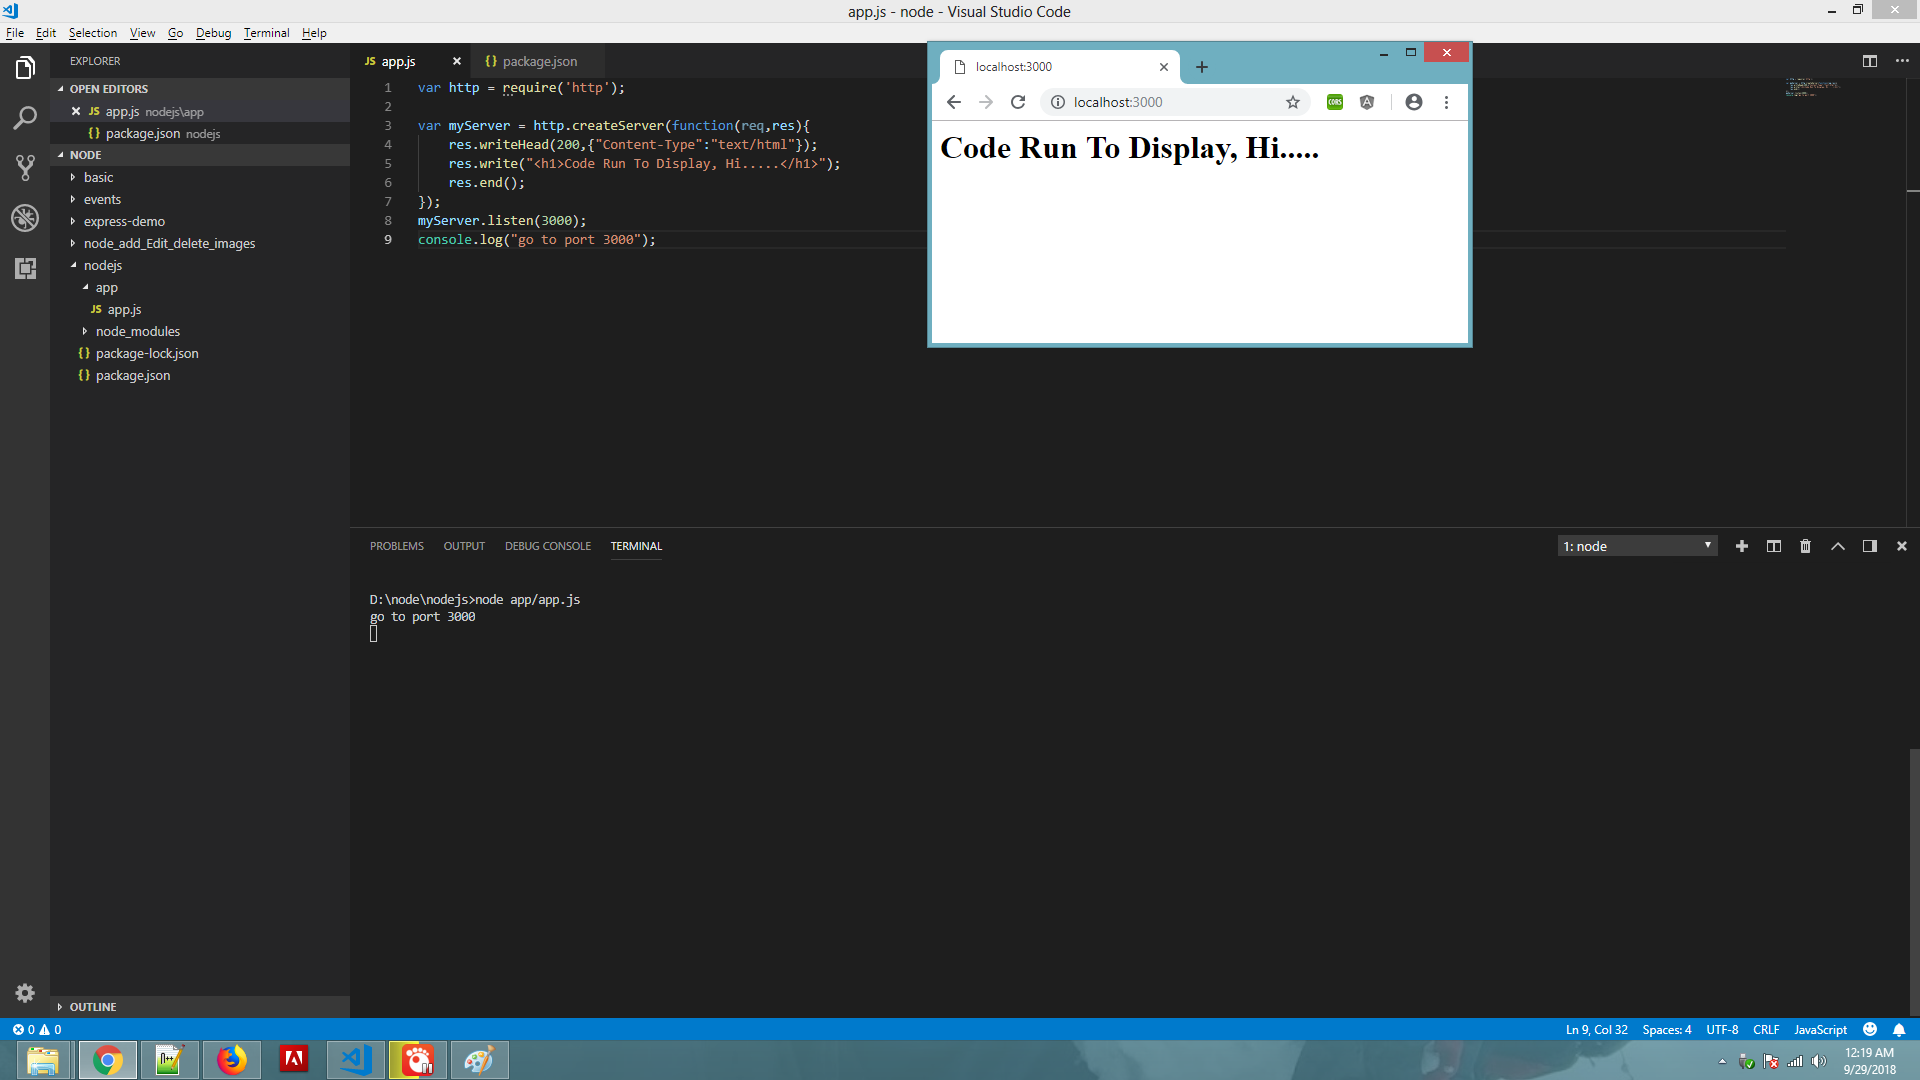 app.js - node - Visual Studio Code
File Edit Selection View Go Debug Terminal Help
EXPLORER
OPEN EDITORS
JS app.js nodejs\app
{} package.json nodejs
NODE
basic
events
express-demo
node_add_Edit_delete_images
nodejs
app
JS app.js
node_modules
{} package-lock.json
{} package.json
OUTLINE
JS app.js
{} package.json
1 var http = require('http');
2
3 var myServer = http.createServer(function(req,res){
4 res.writeHead(200,{"Content-Type":"text/html"});
5 res.write("<h1>Code Run To Display, Hi.....</h1>");
6 res.end();
7 });
8 myServer.listen(3000);
9 console.log("go to port 3000");
localhost:3000
localhost:3000
CORS
Code Run To Display, Hi.....
PROBLEMS OUTPUT DEBUG CONSOLE TERMINAL
1: node
D:\node\nodejs>node app/app.js
go to port 3000
0 0
Ln 9, Col 32 Spaces: 4 UTF-8 CRLF JavaScript
12:19 AM
9/29/2018